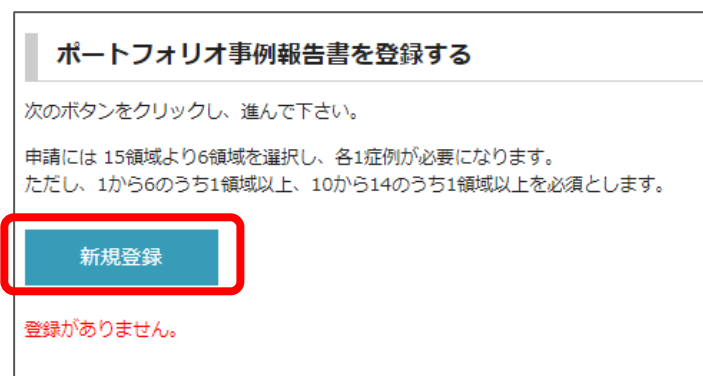 ポートフォリオ事例報告書を登録する
次のボタンをクリックし、進んで下さい。
申請には 15領域より6領域を選択し、各1症例が必要になります。
ただし、1から6のうち1領域以上、10から14のうち1領域以上を必須とします。
新規登録
登録がありません。